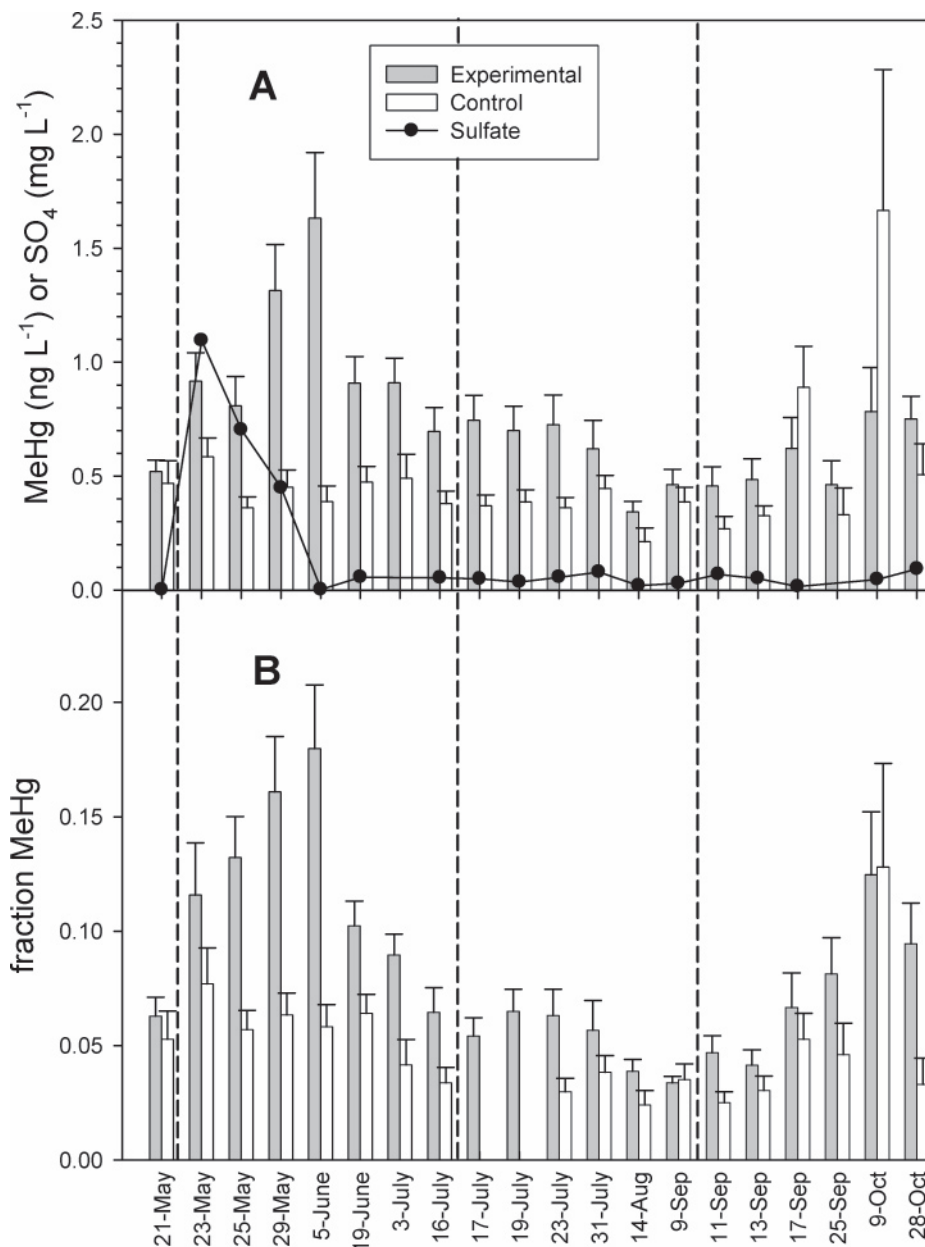 2.5
2.0
1.5
1.0
0.5
0.0
MeHg (ng L⁻¹) or SO₄ (mg L⁻¹)
A
Experimental
Control
Sulfate
B
0.20
0.15
0.10
0.05
0.00
fraction MeHg
21-May
23-May
25-May
29-May
5-June
19-June
3-July
16-July
17-July
19-July
23-July
31-July
14-Aug
9-Sep
11-Sep
13-Sep
17-Sep
25-Sep
9-Oct
28-Oct